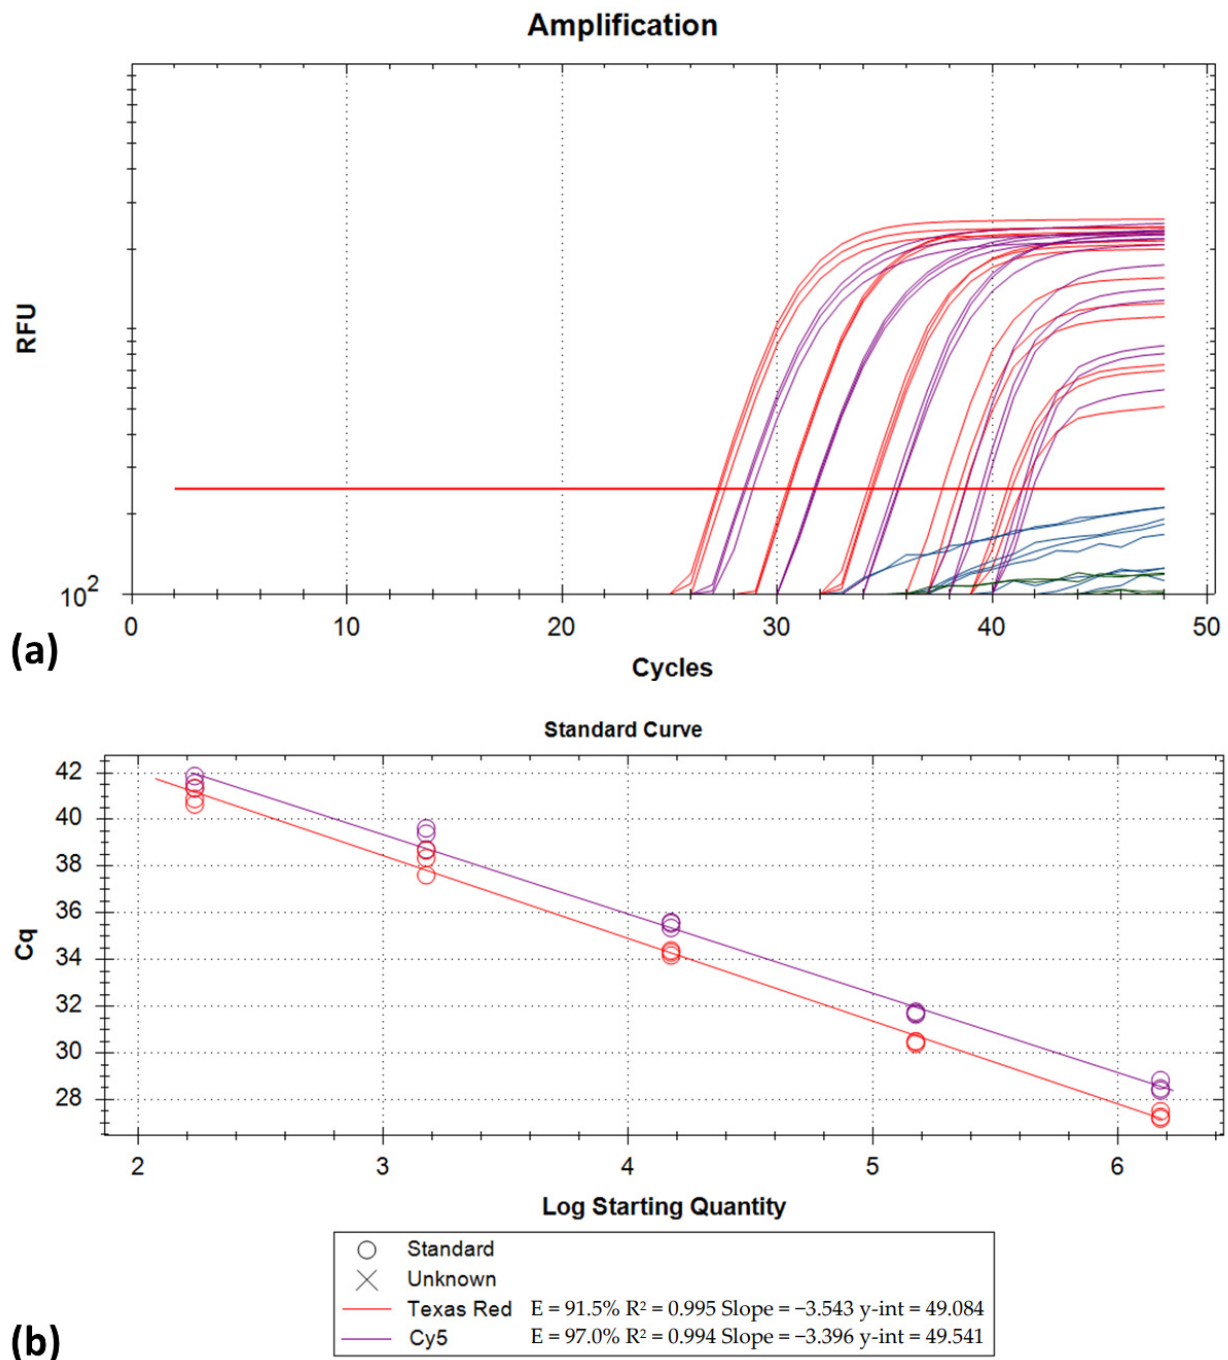 Amplification
RFU
10²
0 10 20 30 40 50
Cycles
(a)
Standard Curve
42
40
38
36
34
32
30
28
Cq
2 3 4 5 6
Log Starting Quantity
Standard
Unknown
Texas Red E = 91.5% R² = 0.995 Slope = −3.543 y-int = 49.084
Cy5 E = 97.0% R² = 0.994 Slope = −3.396 y-int = 49.541
(b)